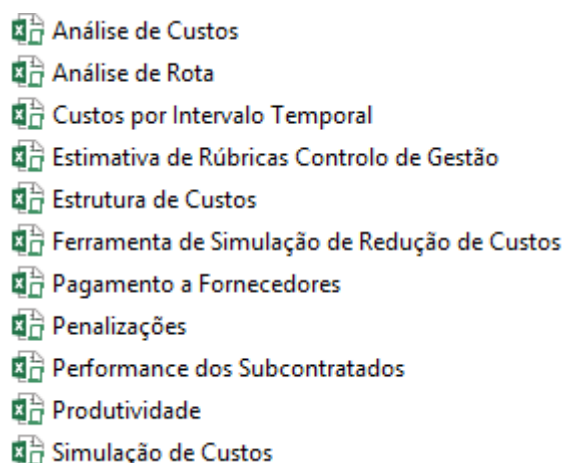 Análise de Custos
Análise de Rota
Custos por Intervalo Temporal
Estimativa de Rúbricas Controlo de Gestão
Estrutura de Custos
Ferramenta de Simulação de Redução de Custos
Pagamento a Fornecedores
Penalizações
Performance dos Subcontratados
Produtividade
Simulação de Custos